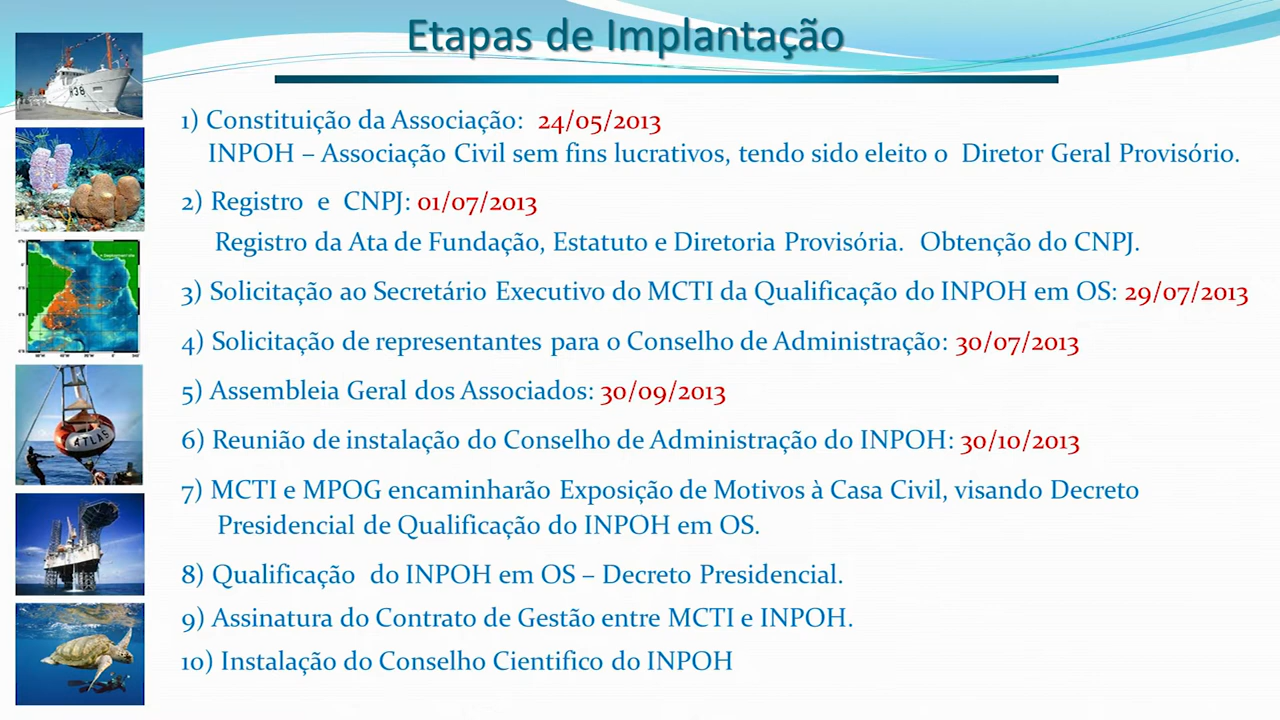 Etapas de Implantação
1) Constituição da Associação: 24/05/2013
INPOH – Associação Civil sem fins lucrativos, tendo sido eleito o Diretor Geral Provisório.
2) Registro e CNPJ: 01/07/2013
Registro da Ata de Fundação, Estatuto e Diretoria Provisória. Obtenção do CNPJ.
3) Solicitação ao Secretário Executivo do MCTI da Qualificação do INPOH em OS: 29/07/2013
4) Solicitação de representantes para o Conselho de Administração: 30/07/2013
5) Assembleia Geral dos Associados: 30/09/2013
6) Reunião de instalação do Conselho de Administração do INPOH: 30/10/2013
7) MCTI e MPOG encaminharão Exposição de Motivos à Casa Civil, visando Decreto
Presidencial de Qualificação do INPOH em OS.
8) Qualificação do INPOH em OS – Decreto Presidencial.
9) Assinatura do Contrato de Gestão entre MCTI e INPOH.
10) Instalação do Conselho Cientifico do INPOH
H38
ATLAS